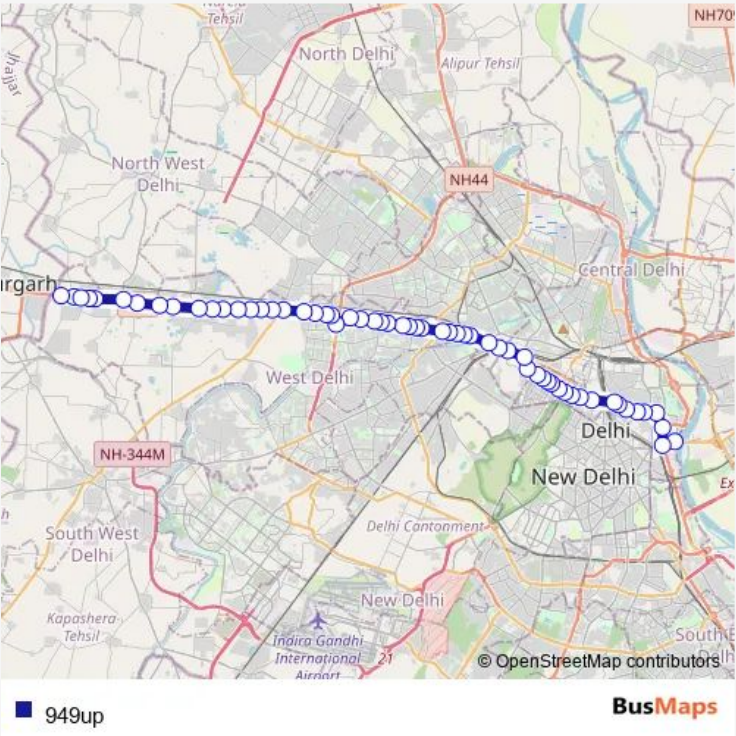 Tehsil
NH709
North Delhi
Alipur Tehsil
Jhajjar
North West
Delhi
NH44
Central Delhi
urgarh
West Delhi
Delhi
NH-344M
New Delhi
South West
Delhi
Delhi Cantonment
New Delhi
Kapashera
Tehsil
Indira Gandhi
International
Airport
21
South E
Delh
© OpenStreetMap contributors
949up
BusMaps